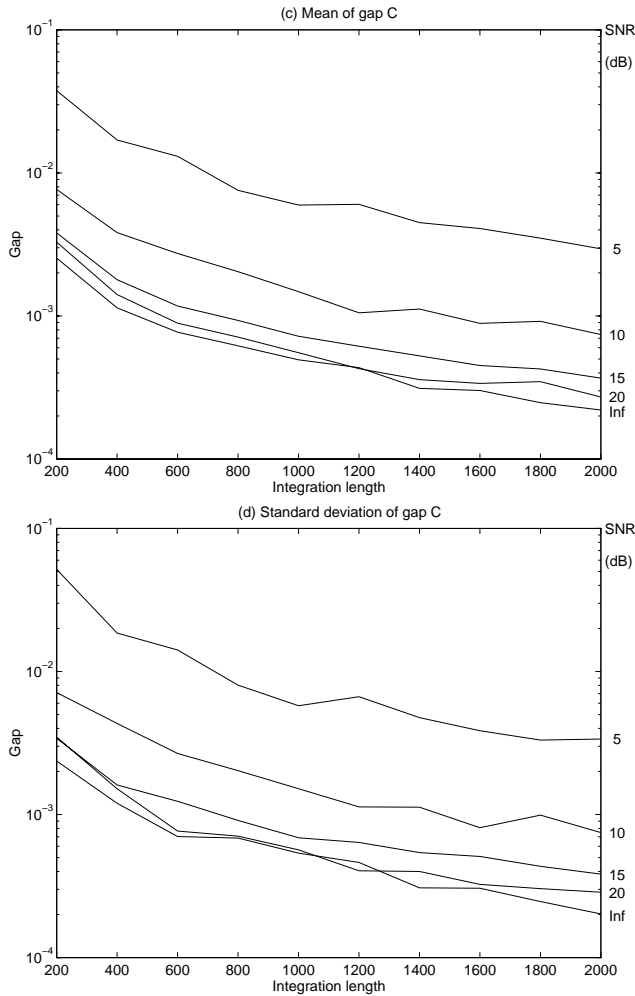 (c) Mean of gap C
SNR
(dB)
10⁻¹
10⁻²
10⁻³
10⁻⁴
Gap
5
10
15
20
Inf
200 400 600 800 1000 1200 1400 1600 1800 2000
Integration length
(d) Standard deviation of gap C
SNR
(dB)
10⁻¹
10⁻²
10⁻³
10⁻⁴
Gap
5
10
15
20
Inf
200 400 600 800 1000 1200 1400 1600 1800 2000
Integration length